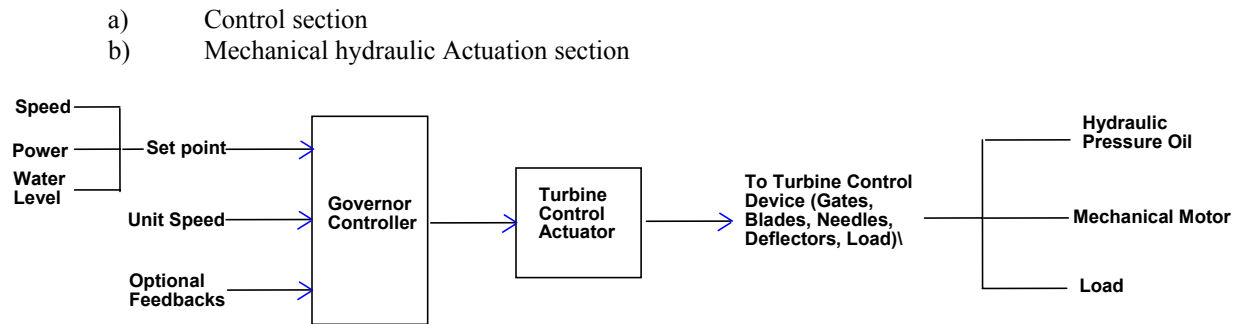 a) Control section
b) Mechanical hydraulic Actuation section
Speed
Power
Water
Level
Set point
Unit Speed
Optional
Feedbacks
Governor
Controller
Turbine
Control
Actuator
To Turbine Control
Device (Gates,
Blades, Needles,
Deflectors, Load)\
Hydraulic
Pressure Oil
Mechanical Motor
Load